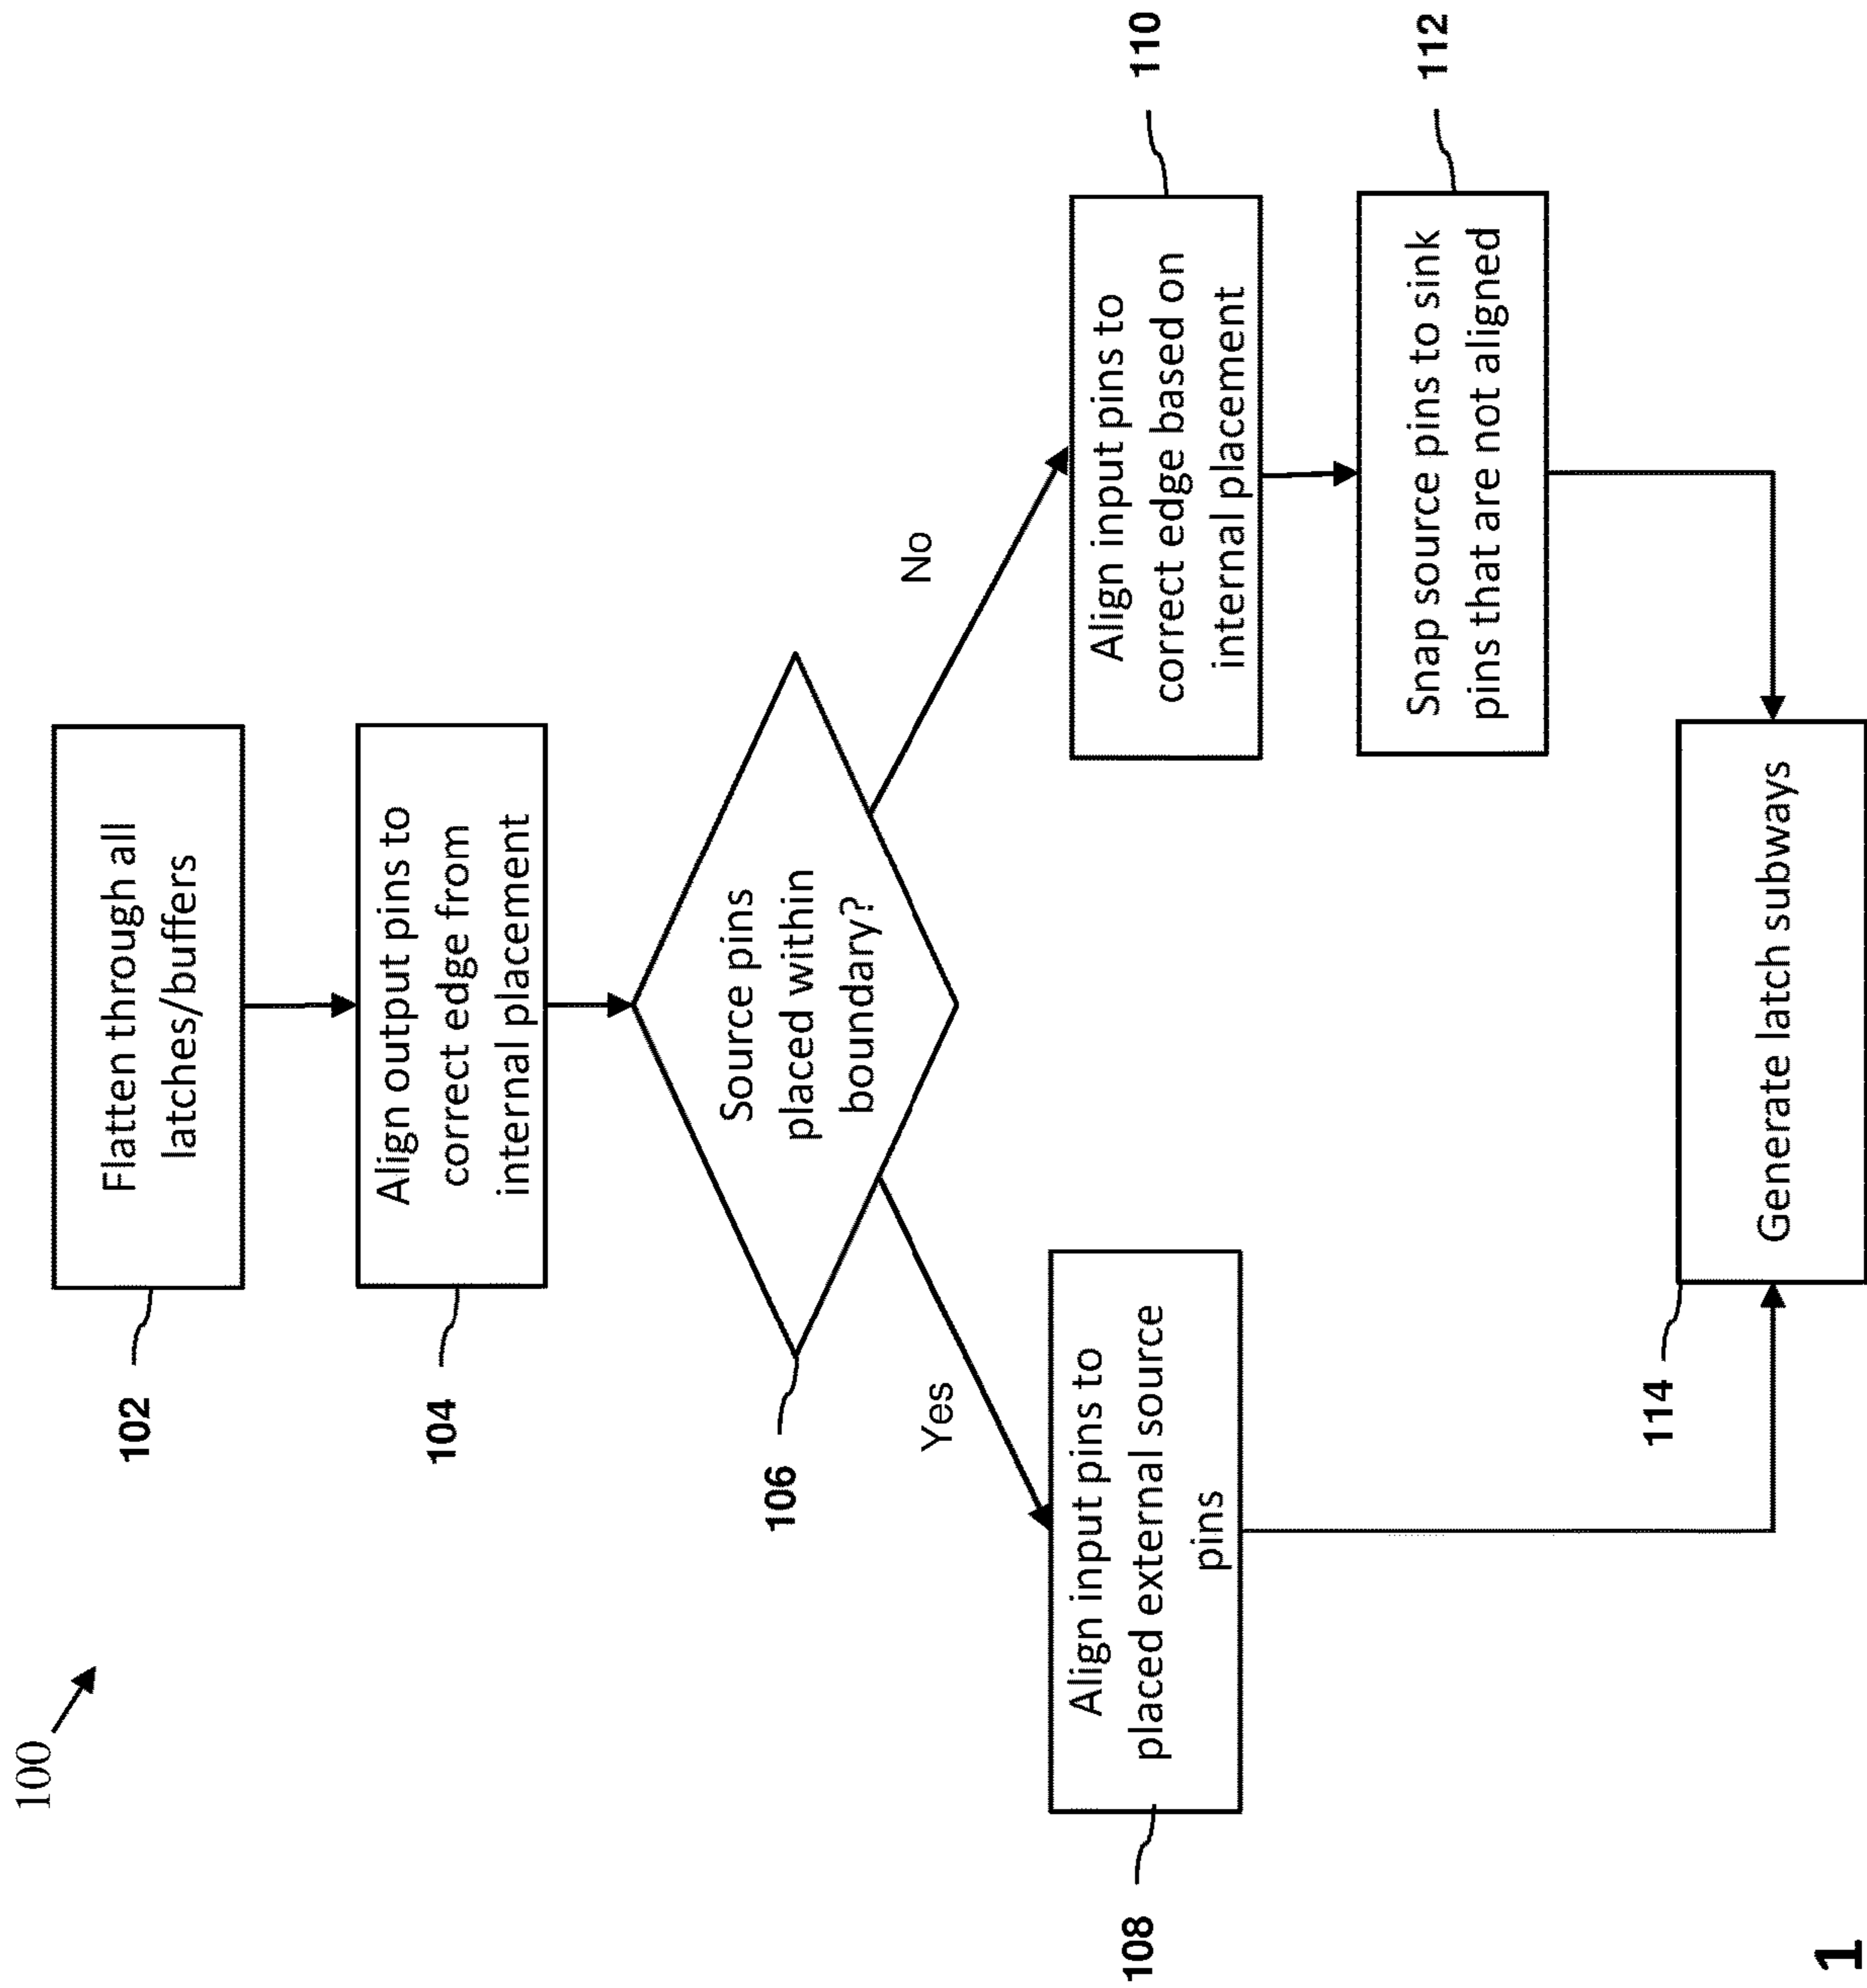 100
102
Flatten through all
latches/buffers
104
Align output pins to
correct edge from
internal placement
106
Source pins
placed within
boundary?
Yes
No
108
Align input pins to
placed external source
pins
110
Align input pins to
correct edge based on
internal placement
112
Snap source pins to sink
pins that are not aligned
114
Generate latch subways
1